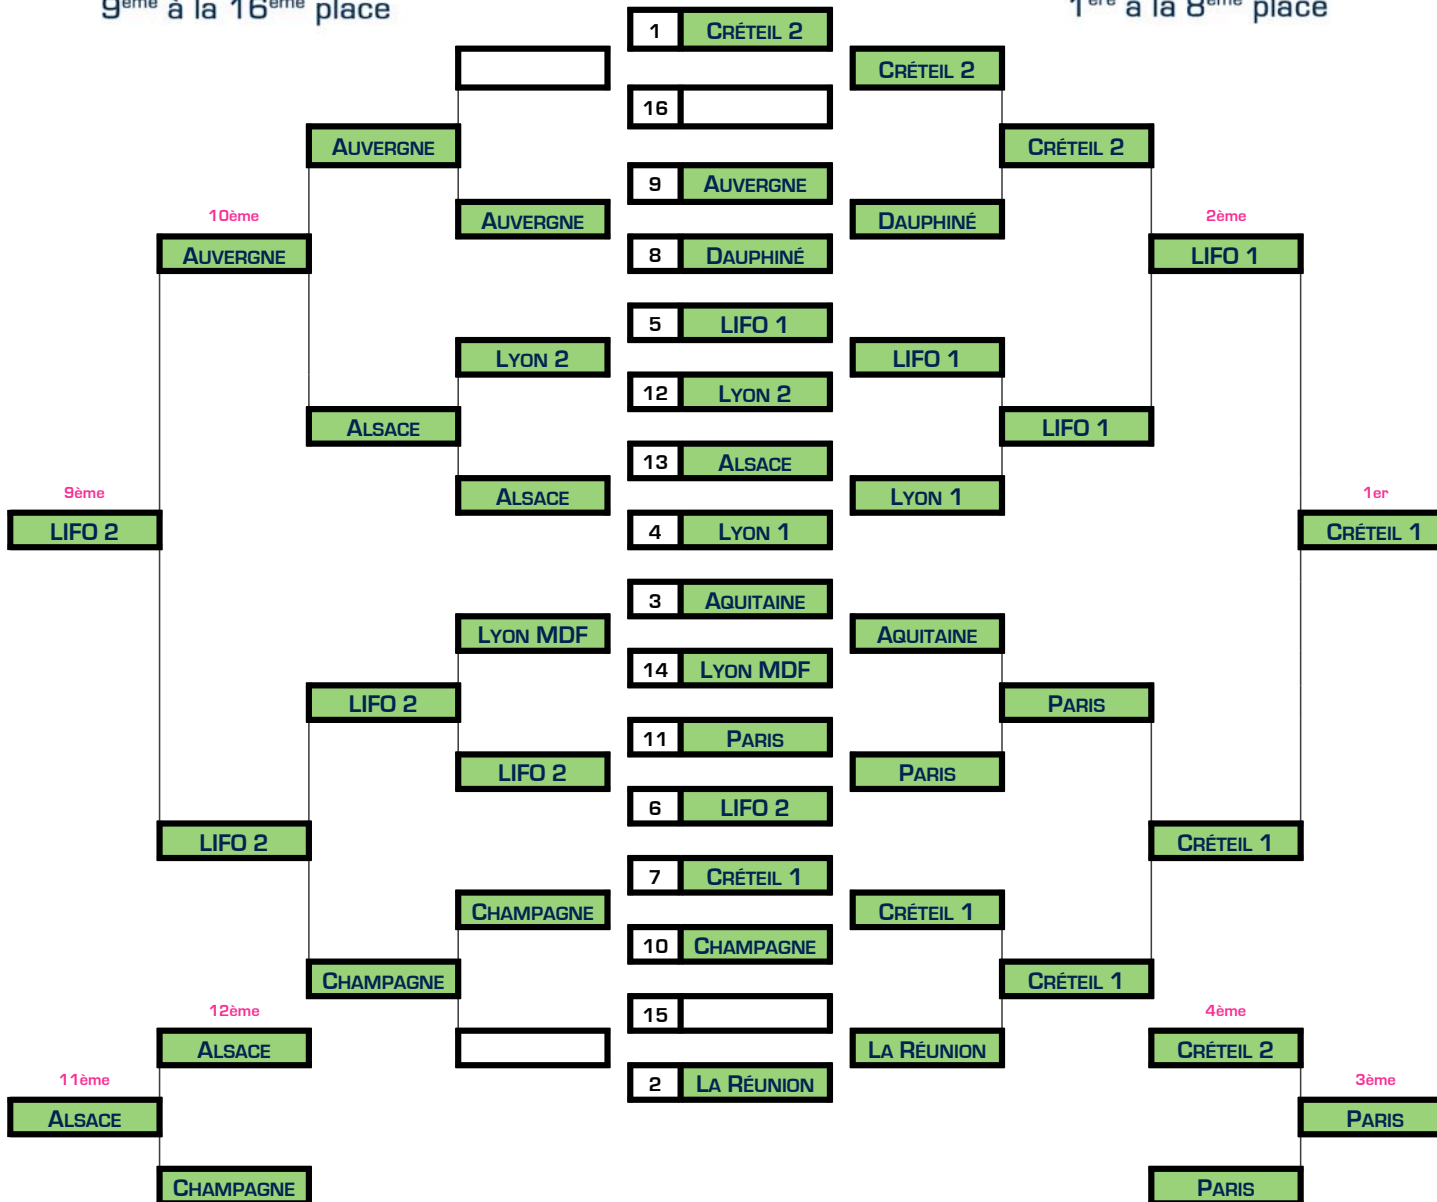 9ème à la 16ème place
1ère à la 8ème place
1 CRÉTEIL 2
CRÉTEIL 2
16
AUVERGNE
CRÉTEIL 2
9 AUVERGNE
10ème
AUVERGNE
DAUPHINÉ
2ème
AUVERGNE
8 DAUPHINÉ
LIFO 1
5 LIFO 1
LYON 2
LIFO 1
12 LYON 2
ALSACE
LIFO 1
13 ALSACE
9ème
ALSACE
LYON 1
1er
LIFO 2
4 LYON 1
CRÉTEIL 1
3 AQUITAINE
LYON MDF
AQUITAINE
14 LYON MDF
LIFO 2
PARIS
11 PARIS
LIFO 2
PARIS
6 LIFO 2
LIFO 2
CRÉTEIL 1
7 CRÉTEIL 1
CHAMPAGNE
CRÉTEIL 1
10 CHAMPAGNE
CHAMPAGNE
CRÉTEIL 1
12ème
15
4ème
ALSACE
LA RÉUNION
CRÉTEIL 2
11ème
2 LA RÉUNION
3ème
ALSACE
PARIS
CHAMPAGNE
PARIS